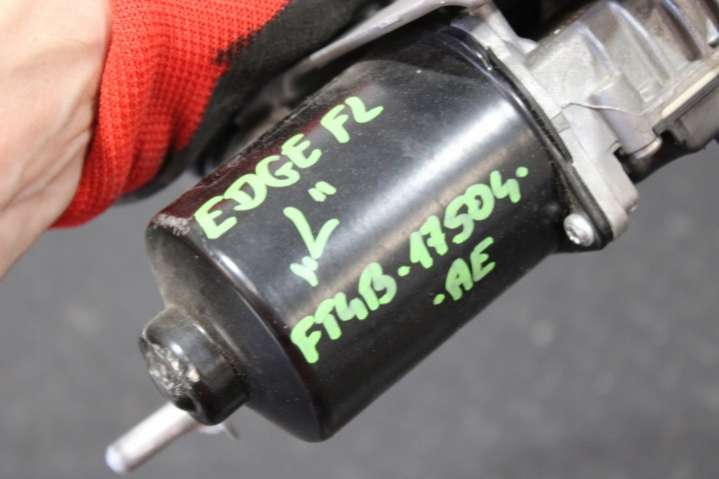 EDGE FL
„L"
FT4B-17504-
-AE